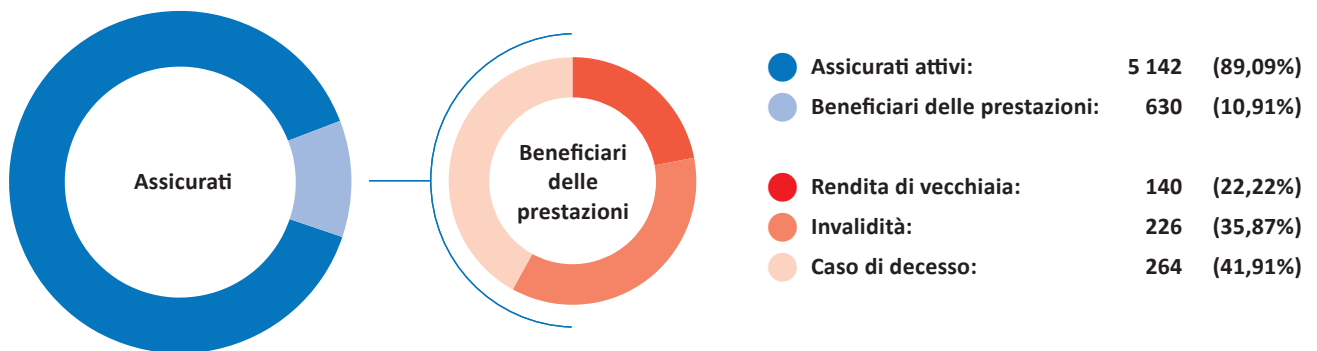 Assicurati
Beneficiari
delle
prestazioni
Assicurati attivi: 5 142 (89,09%)
Beneficiari delle prestazioni: 630 (10,91%)
Rendita di vecchiaia: 140 (22,22%)
Invalidità: 226 (35,87%)
Caso di decesso: 264 (41,91%)